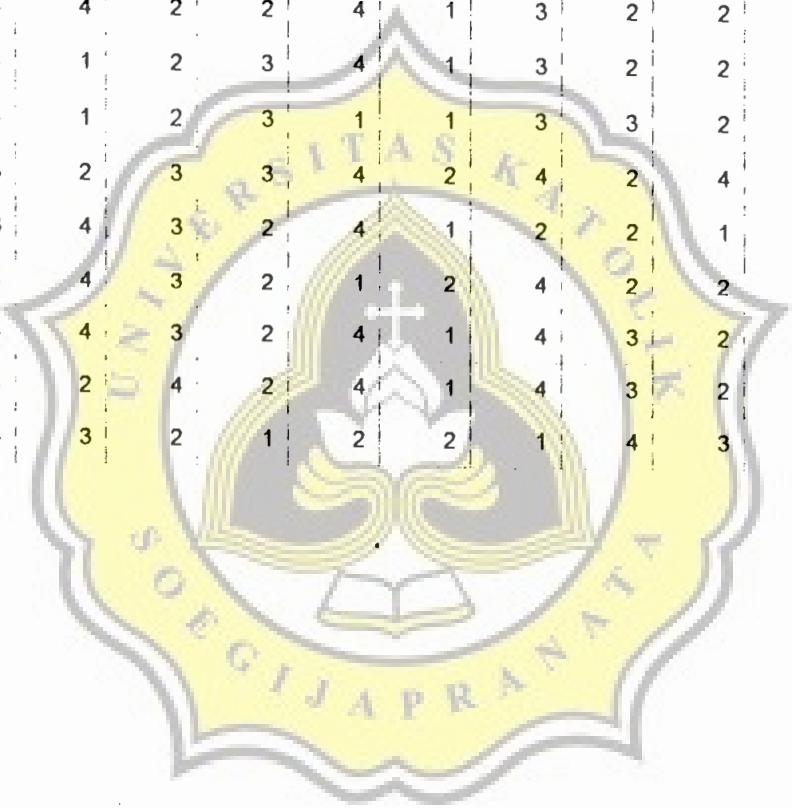 4 2 2 4 1 3 2 2
1 2 3 4 1 3 2 2
1 2 3 1 1 3 3 2
2 3 3 4 2 4 2 4
4 3 2 4 1 2 2 1
4 3 2 1 2 4 2 2
4 3 2 4 1 4 3 2
2 4 2 4 1 4 3 2
3 2 1 2 2 1 4 3
UNIVERSITAS KATOLIK
SOEGIJAPRANATA